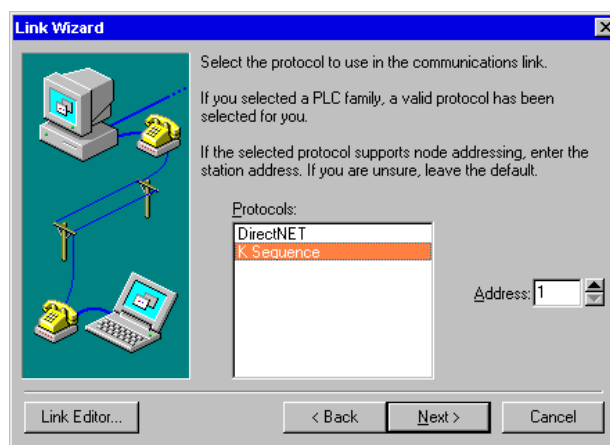 Link Wizard
Select the protocol to use in the communications link.
If you selected a PLC family, a valid protocol has been
selected for you.
If the selected protocol supports node addressing, enter the
station address. If you are unsure, leave the default.
Protocols:
DirectNET
K Sequence
Address: 1
Link Editor...
< Back
Next >
Cancel